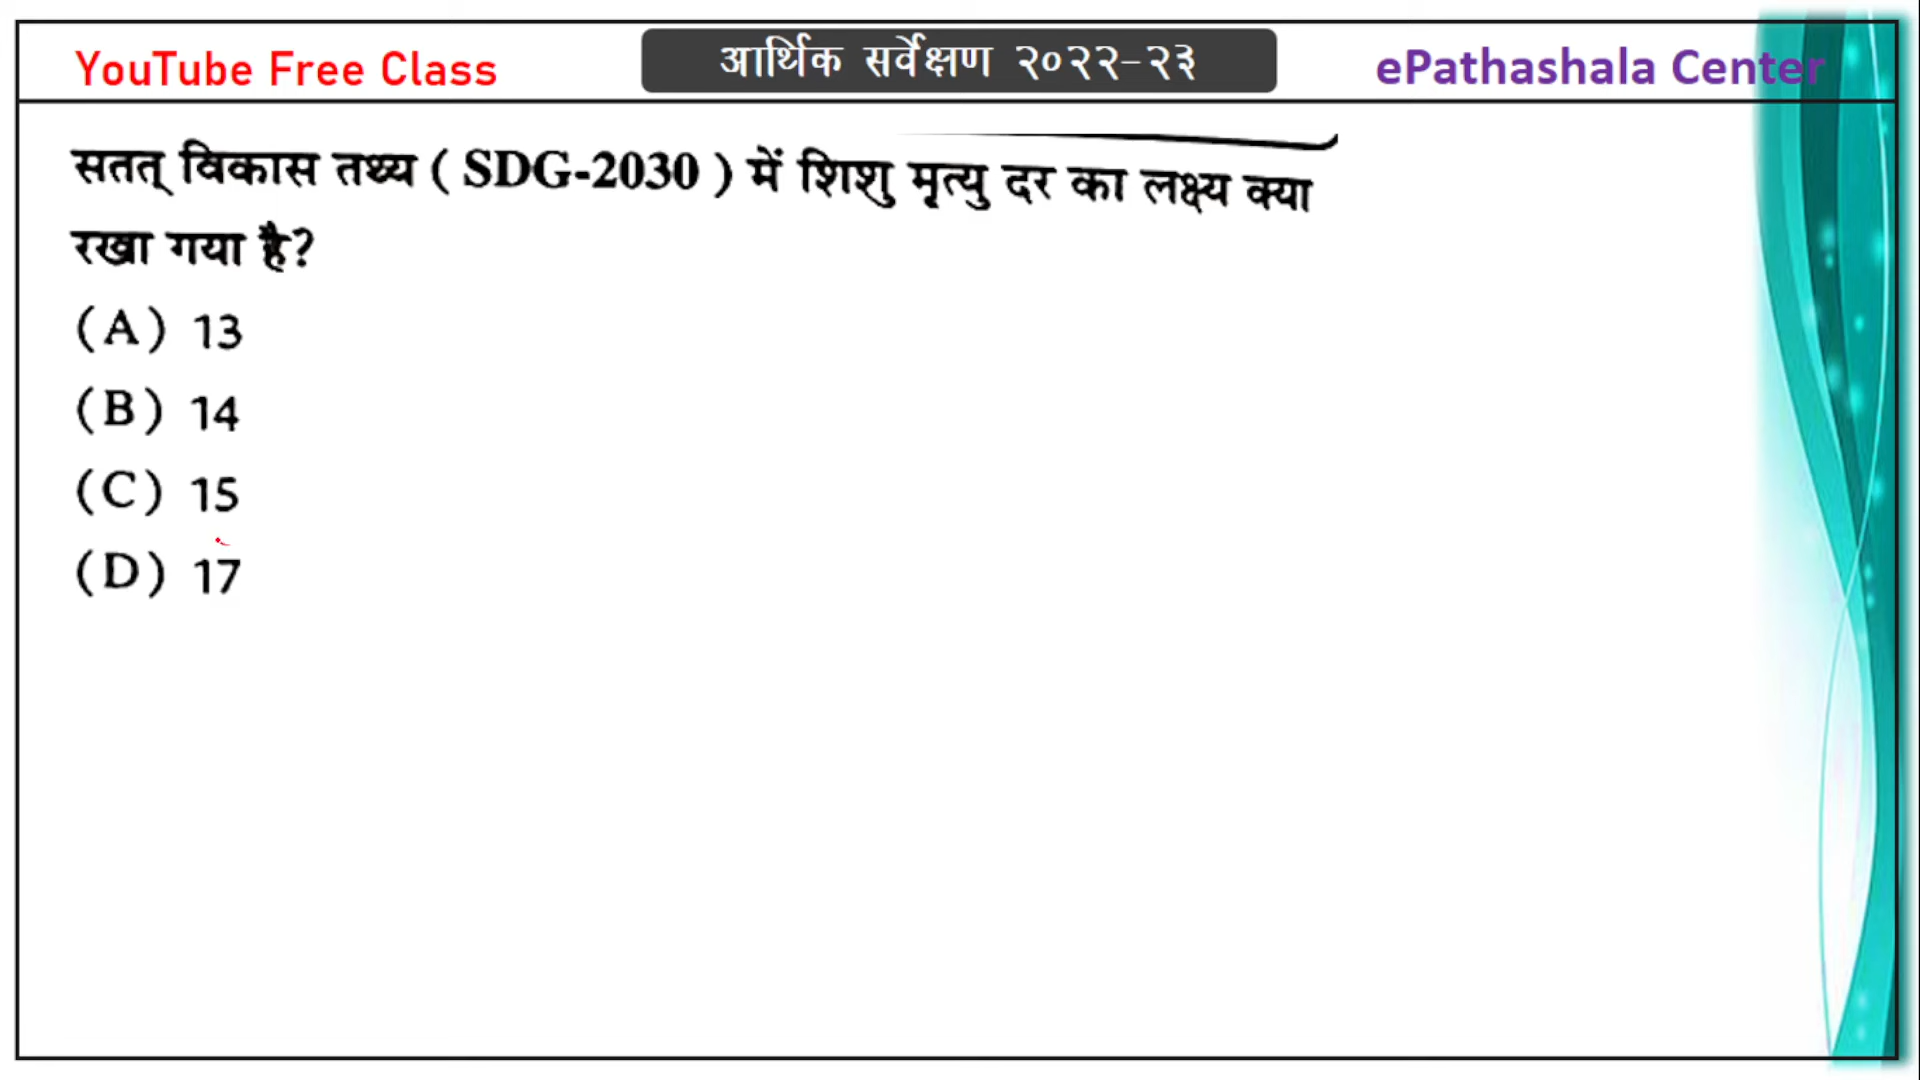 YouTube Free Class
आर्थिक सर्वेक्षण २०२२-२३
ePathashala Center
सतत् विकास तथ्य ( SDG-2030 ) में शिशु मृत्यु दर का लक्ष्य क्या
रखा गया है?
(A) 13
(B) 14
(C) 15
(D) 17